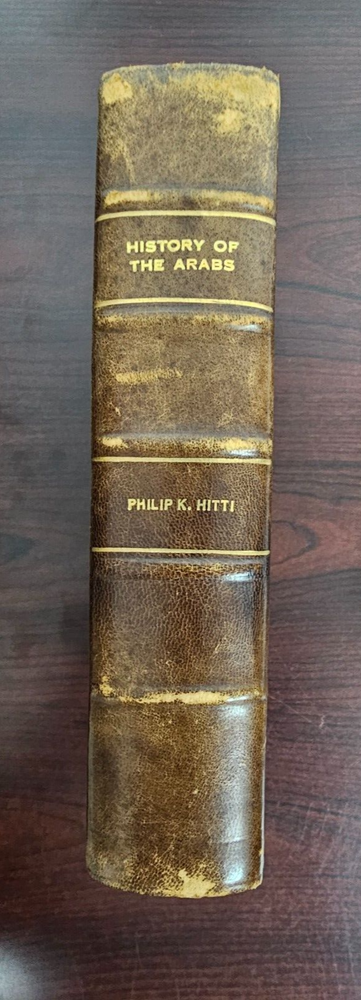 HISTORY OF
THE ARABS
PHILIP K. HITTI